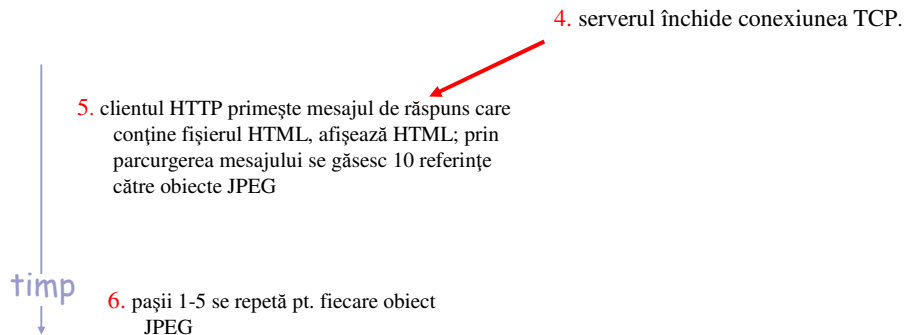 4. serverul închide conexiunea TCP.
5. clientul HTTP primeşte mesajul de răspuns care
conţine fişierul HTML, afişează HTML; prin
parcurgerea mesajului se găsesc 10 referinţe
către obiecte JPEG
timp
6. paşii 1-5 se repetă pt. fiecare obiect
JPEG